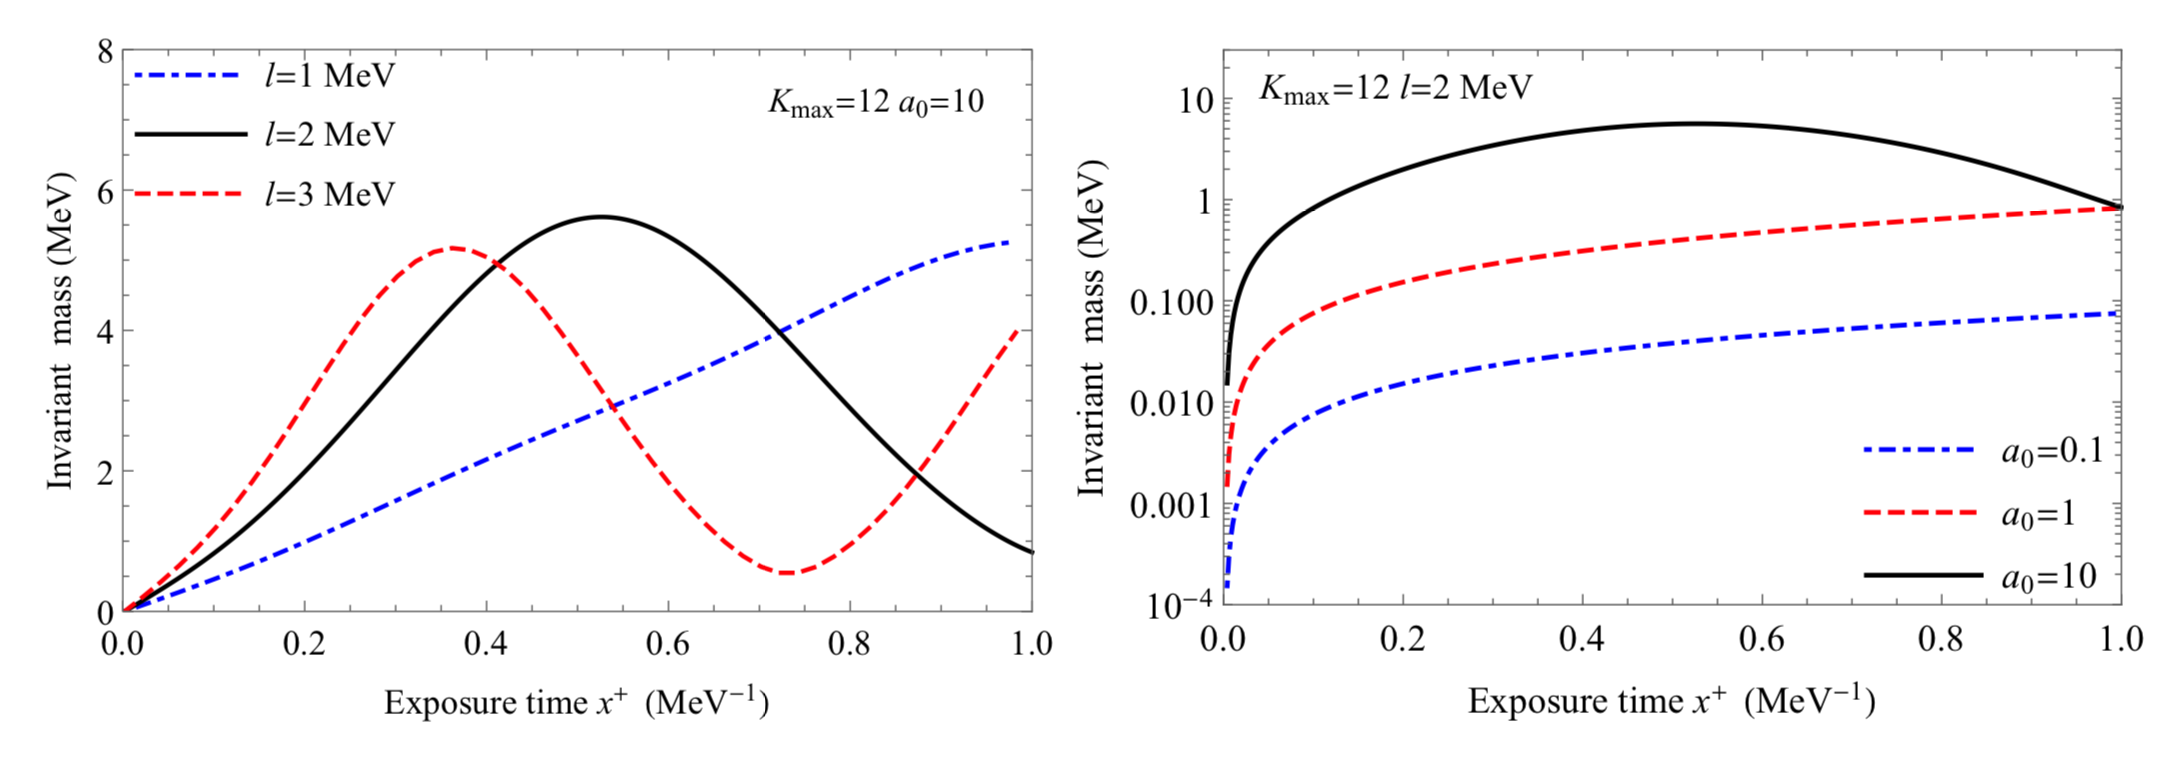 8
6
4
2
0
0.0 0.2 0.4 0.6 0.8 1.0
Invariant mass (MeV)
Exposure time x⁺ (MeV⁻¹)
l=1 MeV
l=2 MeV
l=3 MeV
Kₘₐₓ=12 a₀=10
10
1
0.100
0.010
0.001
10⁻⁴
0.0 0.2 0.4 0.6 0.8 1.0
Invariant mass (MeV)
Exposure time x⁺ (MeV⁻¹)
Kₘₐₓ=12 l=2 MeV
a₀=0.1
a₀=1
a₀=10